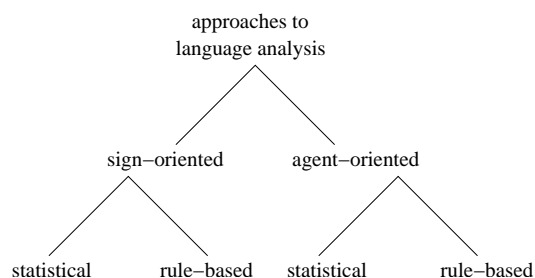 approaches to
language analysis
sign−oriented
agent−oriented
statistical
rule−based
statistical
rule−based